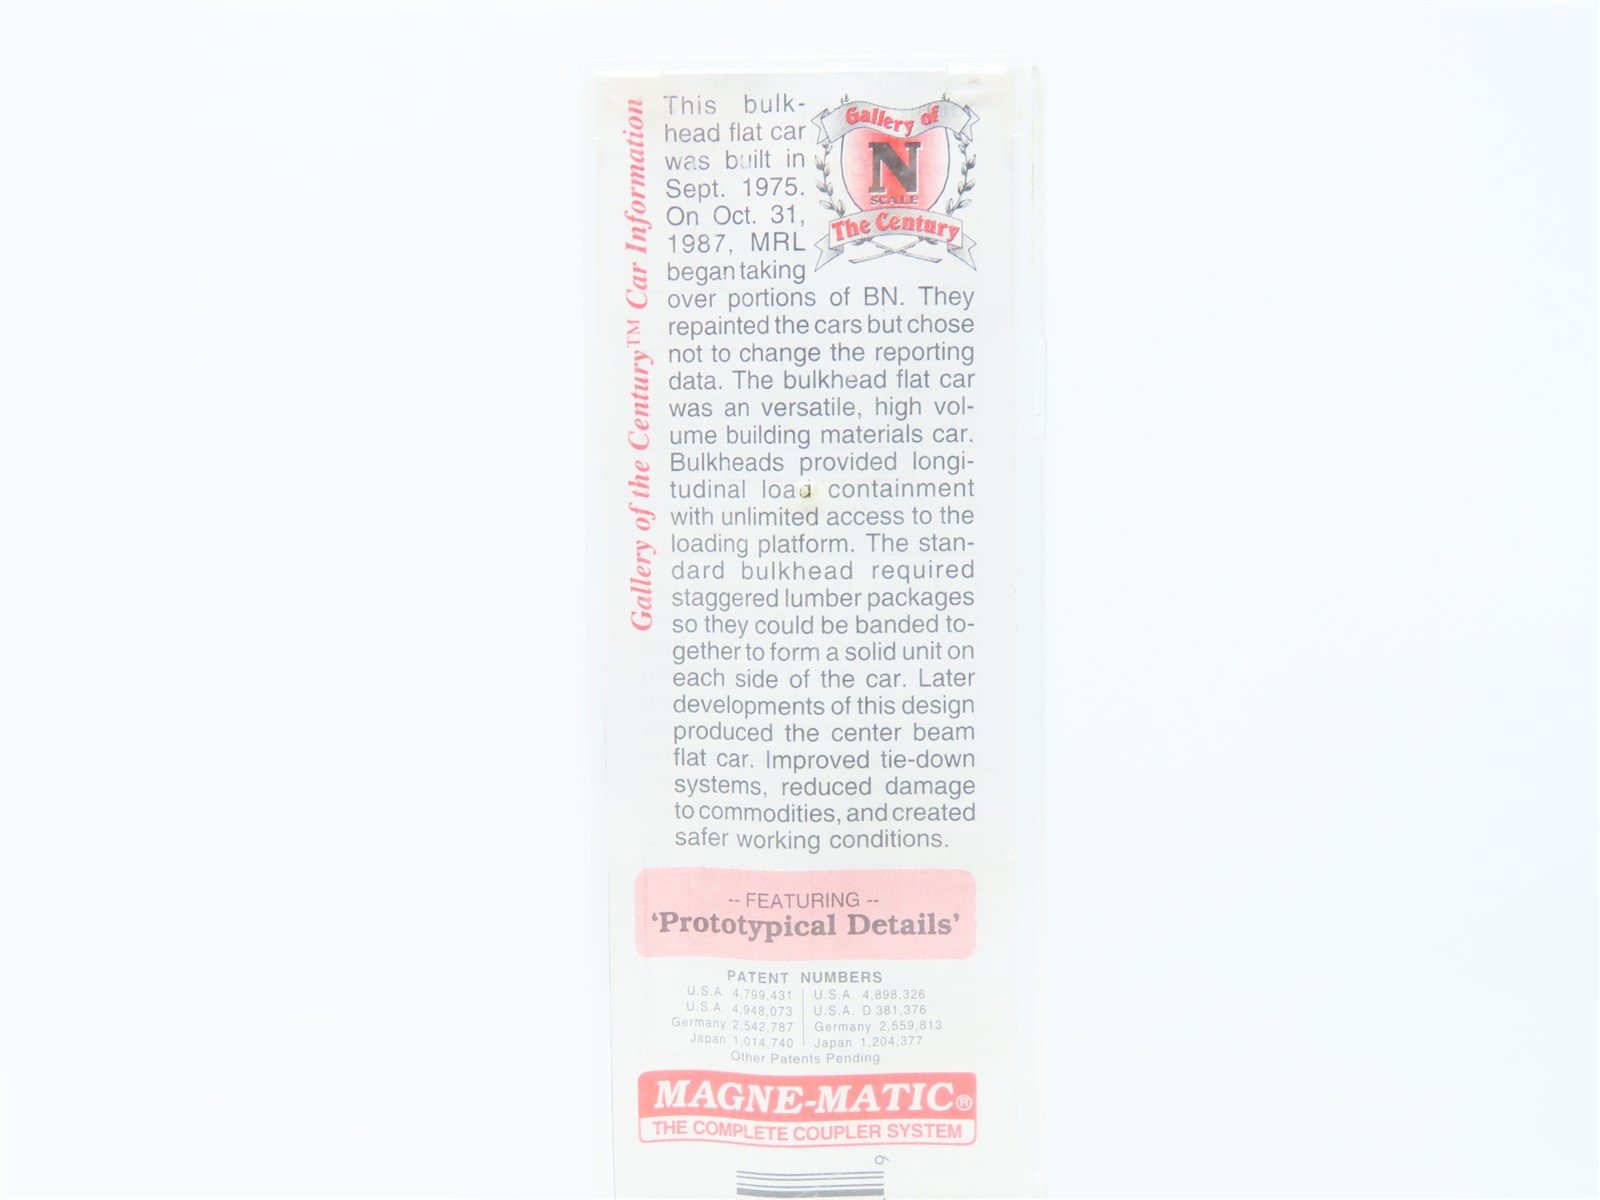 Gallery of the Century™ Car Information
This bulk-
head flat car
was built in
Sept. 1975.
On Oct. 31,
1987, MRL
began taking
over portions of BN. They
repainted the cars but chose
not to change the reporting
data. The bulkhead flat car
was an versatile, high vol-
ume building materials car.
Bulkheads provided longi-
tudinal load containment
with unlimited access to the
loading platform. The stan-
dard bulkhead required
staggered lumber packages
so they could be banded to-
gether to form a solid unit on
each side of the car. Later
developments of this design
produced the center beam
flat car. Improved tie-down
systems, reduced damage
to commodities, and created
safer working conditions.
Gallery of
N
SCALE
The Century
-- FEATURING --
'Prototypical Details'
PATENT NUMBERS
U.S.A. 4,799,431 | U.S.A. 4,898,326
U.S.A. 4,948,073 | U.S.A. D 381,376
Germany 2,542,787 | Germany 2,559,813
Japan 1,014,740 | Japan 1,204,377
Other Patents Pending
MAGNE-MATIC®
THE COMPLETE COUPLER SYSTEM
6